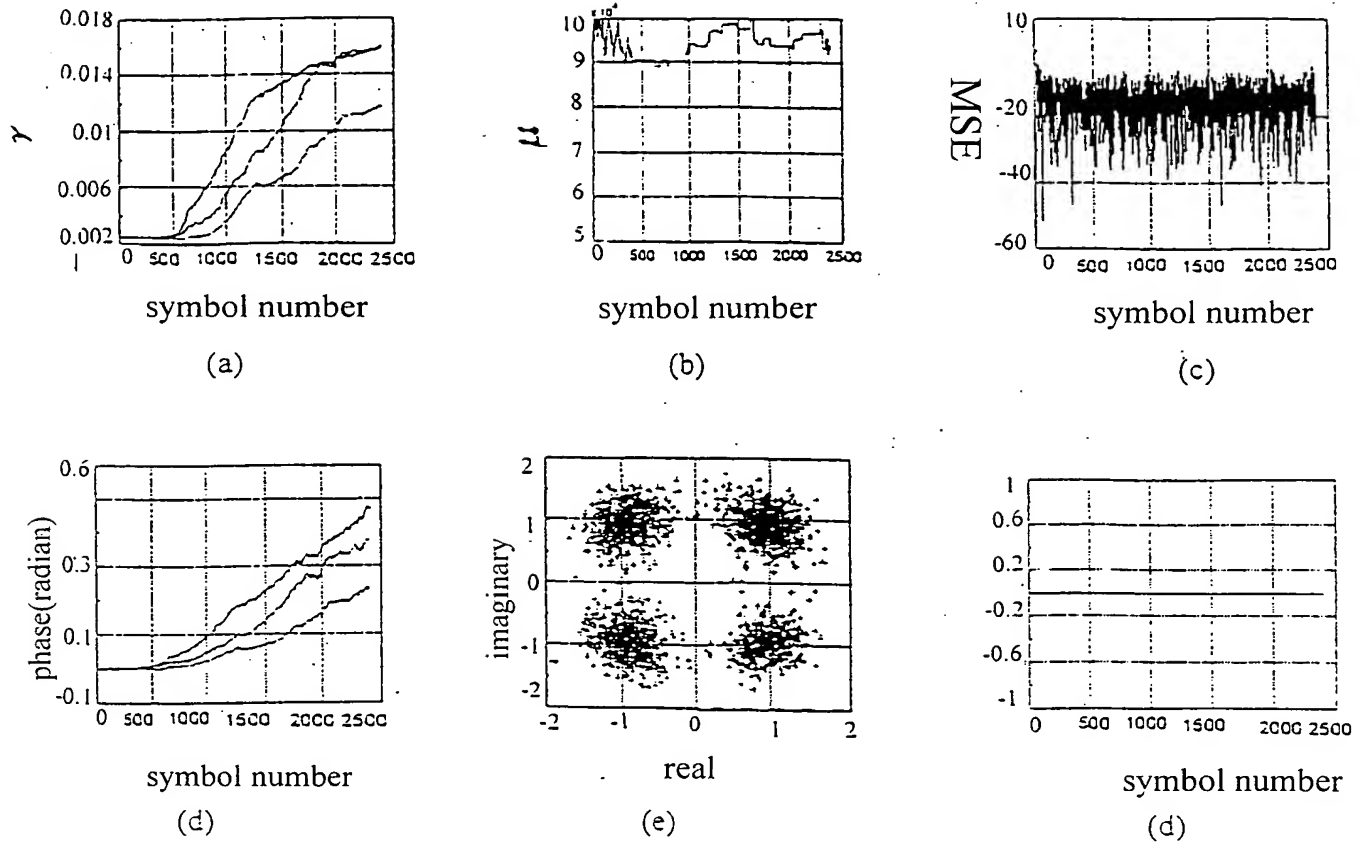 0.018
0.014
0.01
0.006
0.002
γ
0 500 1000 1500 2000 2500
symbol number
(a)
x 10⁴
10
9
8
7
6
5
μ
0 500 1000 1500 2000 2500
symbol number
(b)
10
-20
-40
-60
MSE
0 500 1000 1500 2000 2500
symbol number
(c)
0.6
0.3
0.1
-0.1
phase(radian)
0 500 1000 1500 2000 2500
symbol number
(d)
2
1
0
-1
-2
imaginary
-2 -1 0 1 2
real
(e)
1
0.6
0.2
-0.2
-0.6
-1
0 500 1000 1500 2000 2500
symbol number
(d)